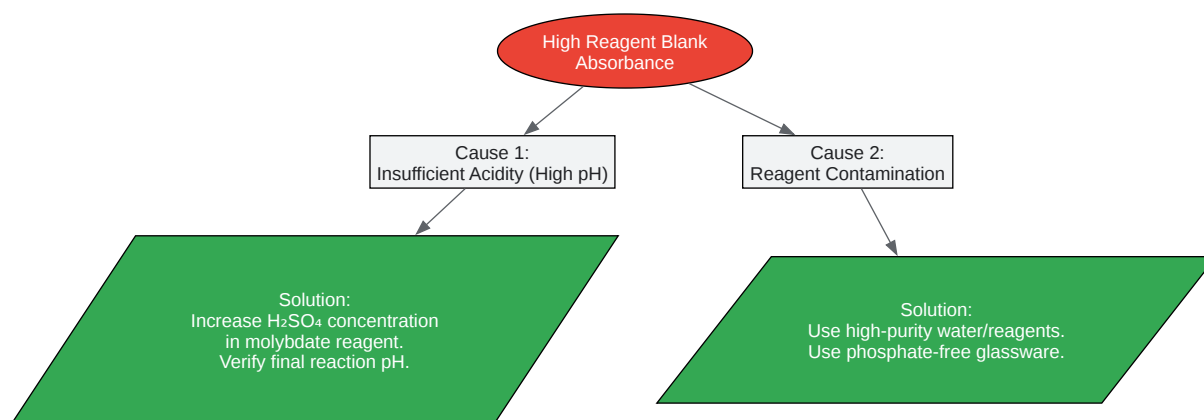 High Reagent Blank
Absorbance
Cause 1:
Insufficient Acidity (High pH)
Cause 2:
Reagent Contamination
Solution:
Increase H₂SO₄ concentration
in molybdate reagent.
Verify final reaction pH.
Solution:
Use high-purity water/reagents.
Use phosphate-free glassware.